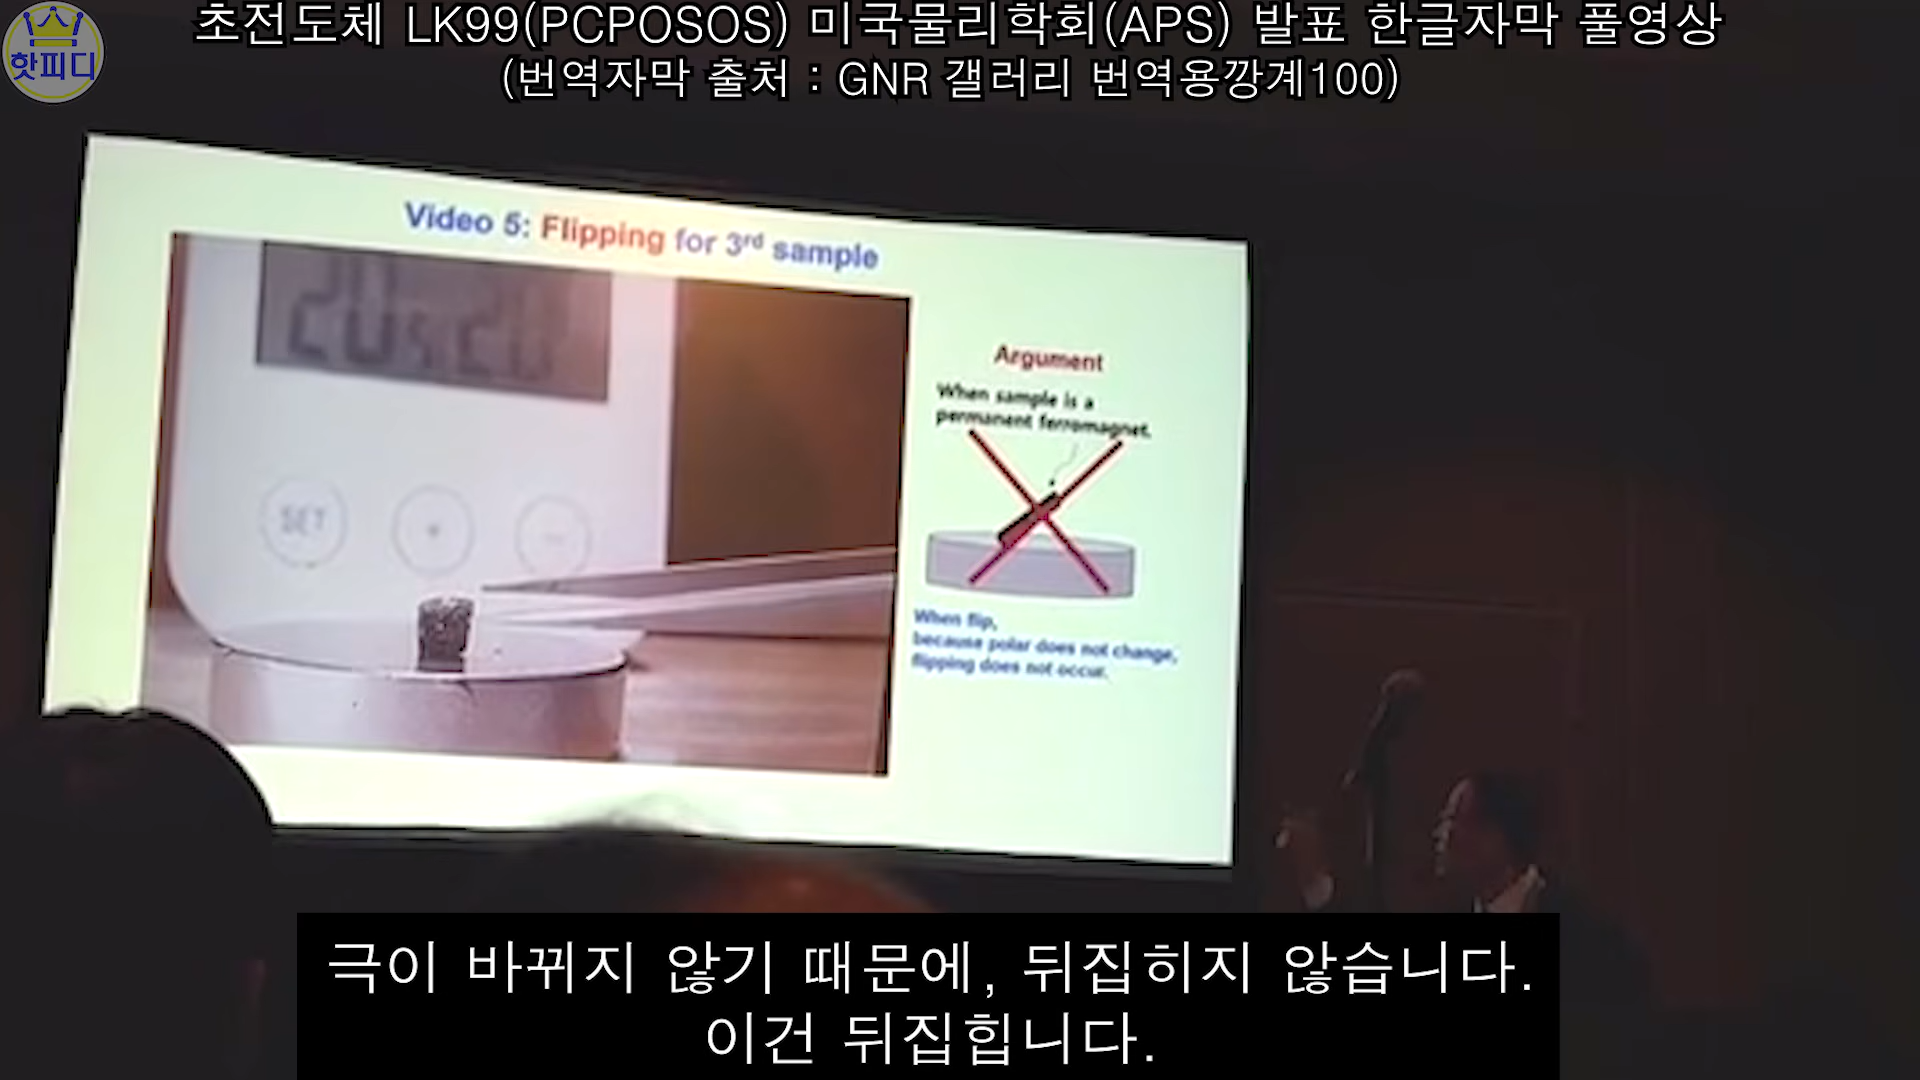 초전도체 LK99(PCPOSOS) 미국물리학회(APS) 발표 한글자막 풀영상
(번역자막 출처 : GNR 갤러리 번역용깡계100)
핫피디
Video 5: Flipping for 3rd sample
20:20
SET
+
Argument
When sample is a
permanent ferromagnet.
When flip,
because polar does not change,
flipping does not occur.
극이 바뀌지 않기 때문에, 뒤집히지 않습니다.
이건 뒤집힙니다.